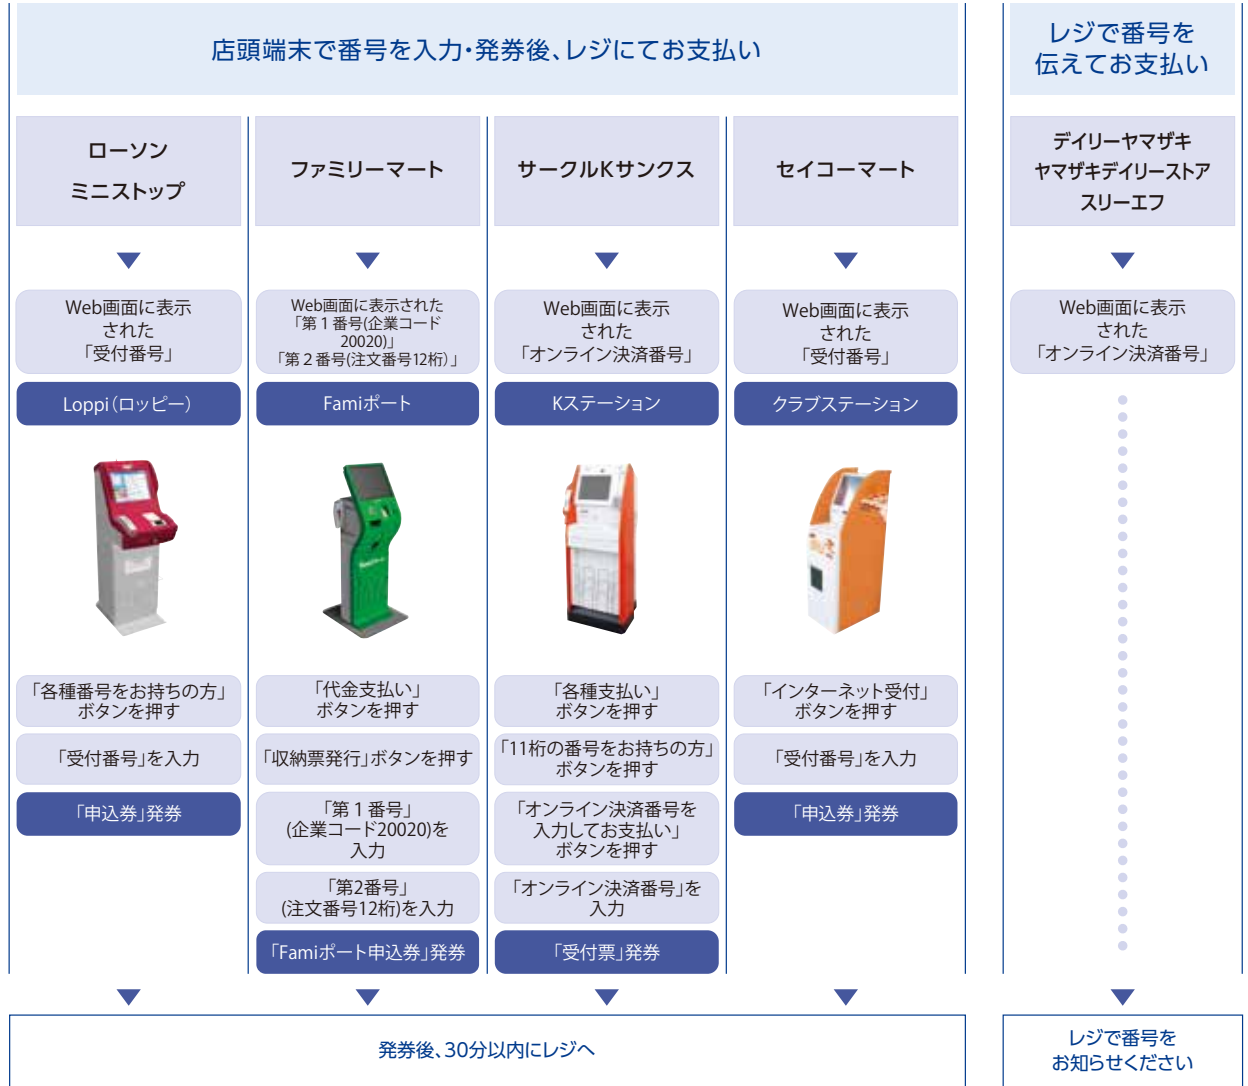 店頭端末で番号を入力・発券後、レジにてお支払い
レジで番号を
伝えてお支払い
ローソン
ミニストップ
ファミリーマート
サークルKサンクス
セイコーマート
デイリーヤマザキ
ヤマザキデイリーストア
スリーエフ
Web画面に表示
された
「受付番号」
Web画面に表示された
「第1番号(企業コード
20020)」
「第2番号(注文番号12桁)」
Web画面に表示
された
「オンライン決済番号」
Web画面に表示
された
「受付番号」
Web画面に表示
された
「オンライン決済番号」
Loppi(ロッピー)
Famiポート
Kステーション
クラブステーション
「各種番号をお持ちの方」
ボタンを押す
「受付番号」を入力
「申込券」発券
「代金支払い」
ボタンを押す
「収納票発行」ボタンを押す
「第1番号」
(企業コード20020)を
入力
「第2番号」
(注文番号12桁)を入力
「Famiポート申込券」発券
「各種支払い」
ボタンを押す
「11桁の番号をお持ちの方」
ボタンを押す
「オンライン決済番号を
入力してお支払い」
ボタンを押す
「オンライン決済番号」を
入力
「受付票」発券
「インターネット受付」
ボタンを押す
「受付番号」を入力
「申込券」発券
発券後、30分以内にレジへ
レジで番号を
お知らせください